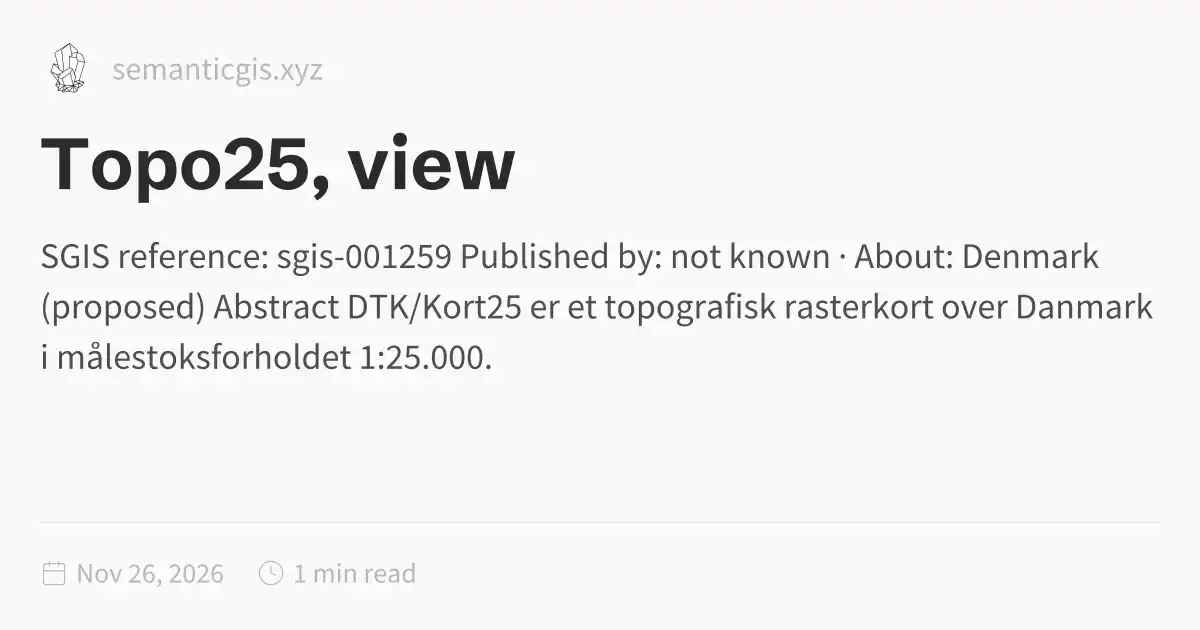 semanticgis.xyz
Topo25, view
SGIS reference: sgis-001259 Published by: not known · About: Denmark
(proposed) Abstract DTK/Kort25 er et topografisk rasterkort over Danmark
i målestoksforholdet 1:25.000.
Nov 26, 2026
1 min read